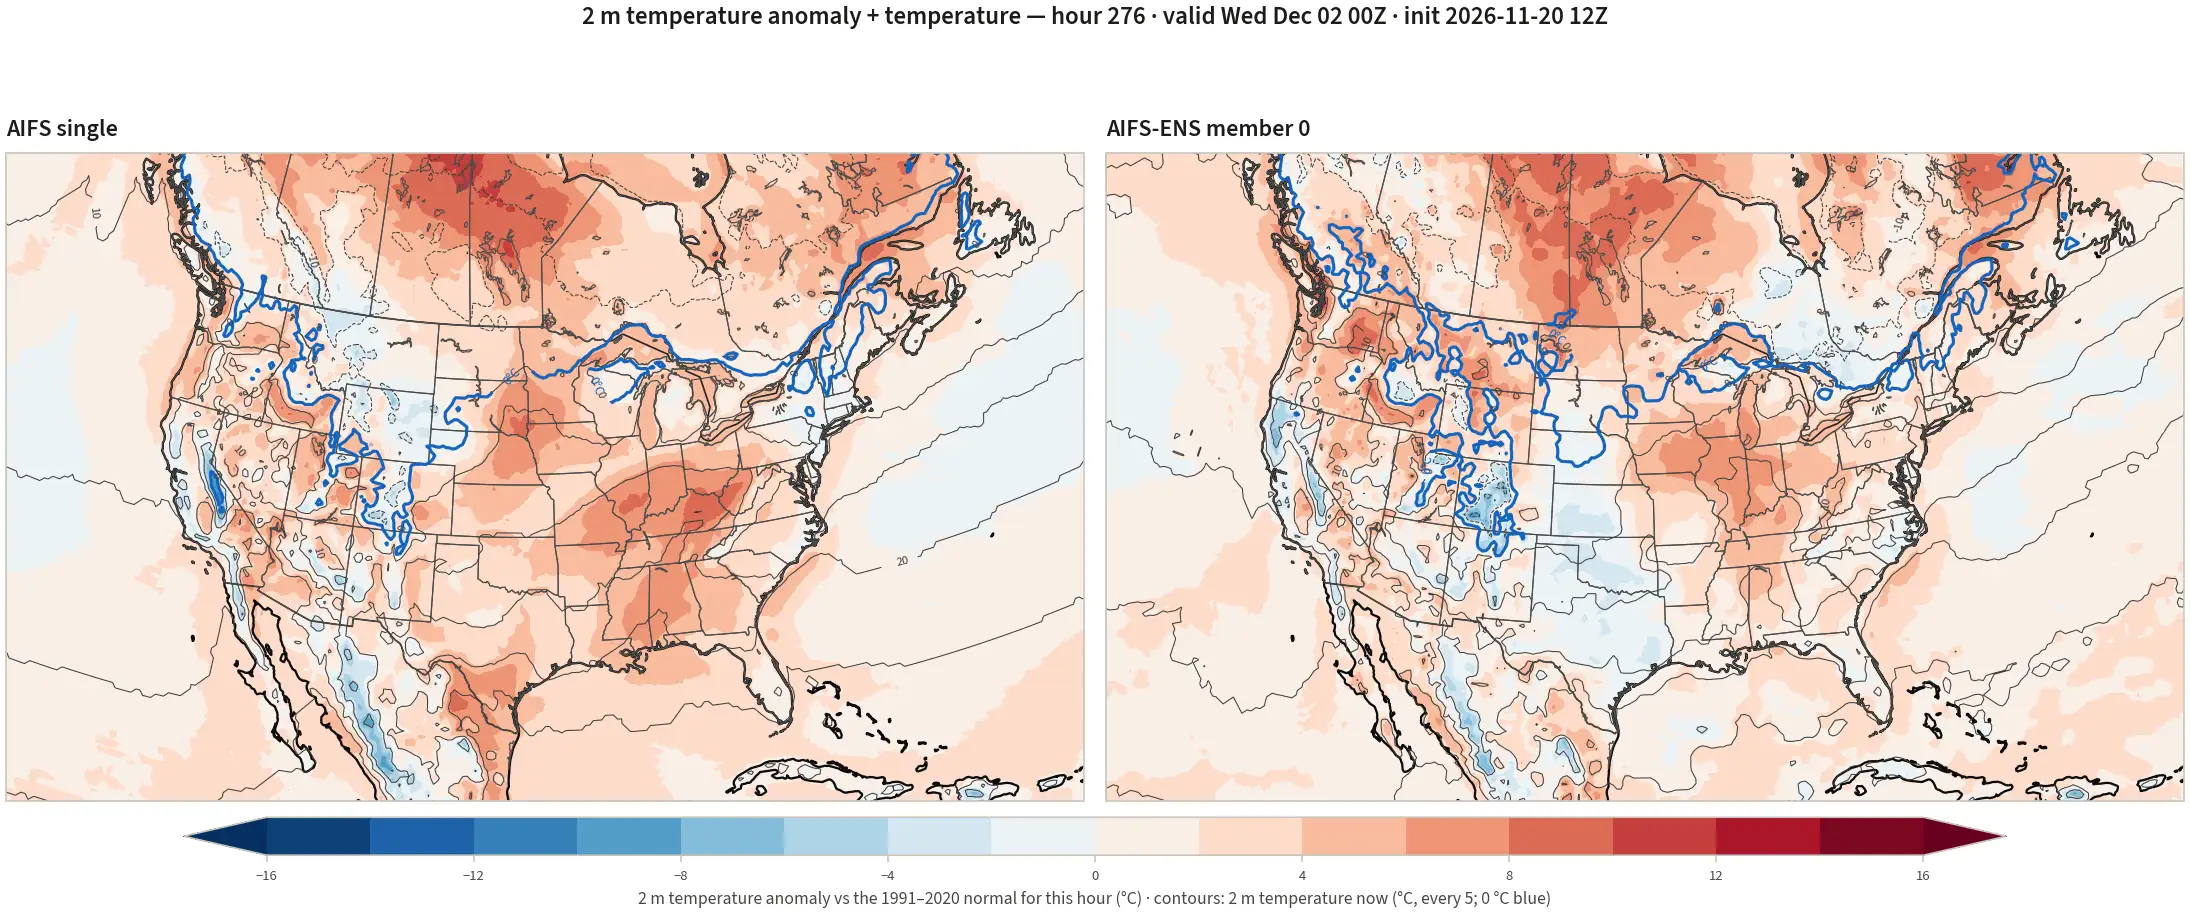 2 m temperature anomaly + temperature — hour 276 · valid Wed Dec 02 00Z · init 2026-11-20 12Z
AIFS single
AIFS-ENS member 0
10
20
−16
−12
−8
−4
0
4
8
12
16
2 m temperature anomaly vs the 1991–2020 normal for this hour (°C) · contours: 2 m temperature now (°C, every 5; 0 °C blue)